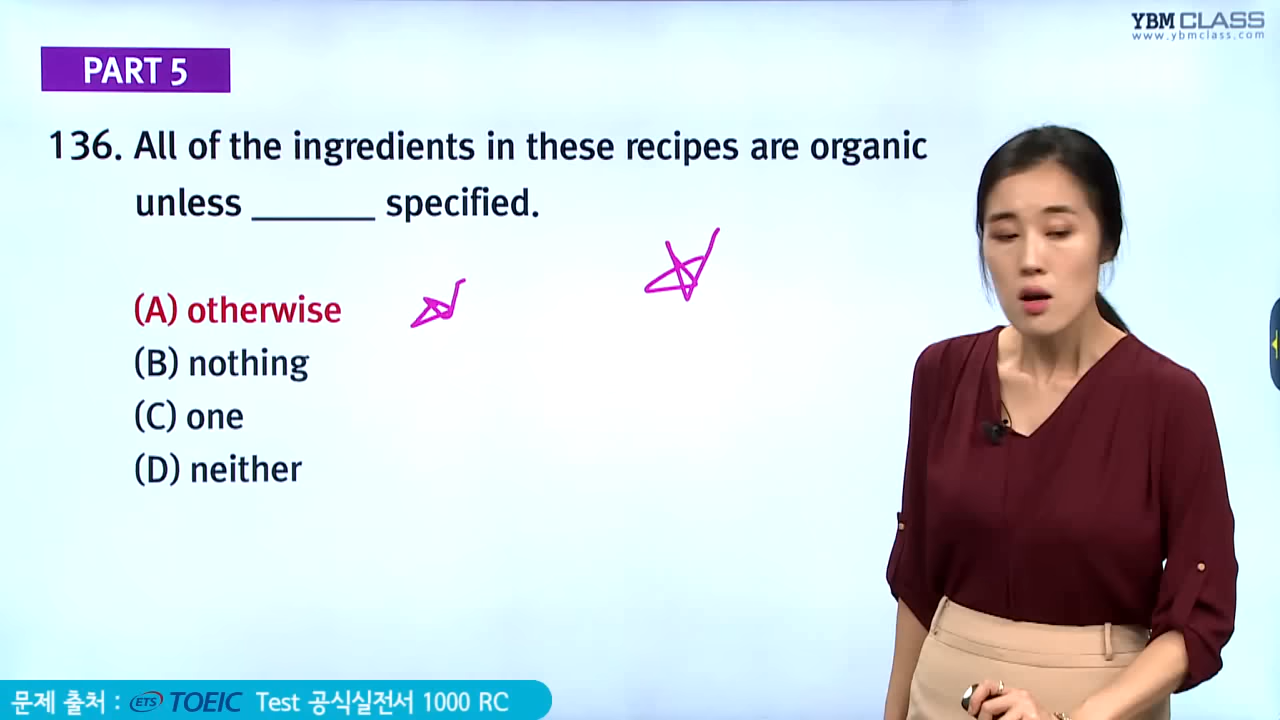 YBM CLASS
www.ybmclass.com
PART 5
136. All of the ingredients in these recipes are organic
unless ______ specified.
(A) otherwise
(B) nothing
(C) one
(D) neither
문제 출처 : ETS TOEIC Test 공식실전서 1000 RC